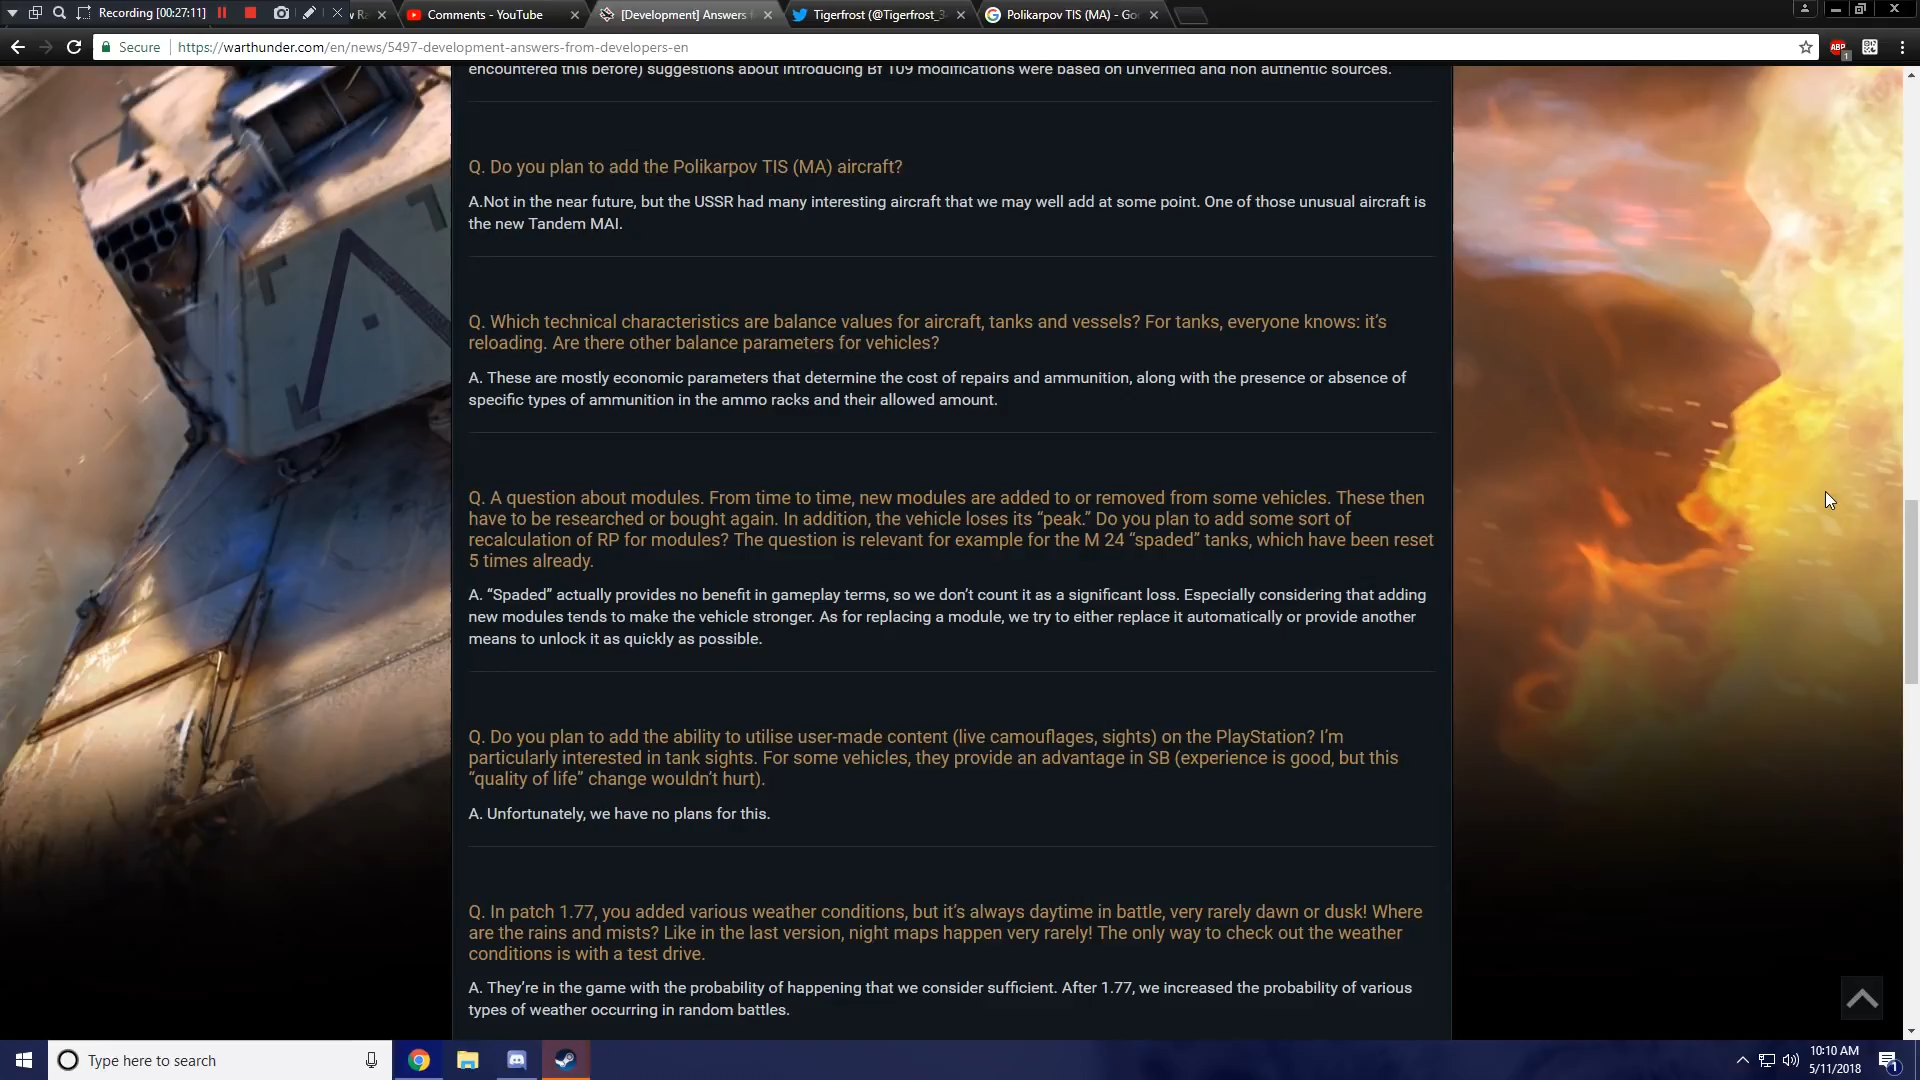 Recording [00:27:11]
Comments - YouTube
[Development] Answers
Tigerfrost (@Tigerfrost_3
Polikarpov TIS (MA) - Go
Secure
https://warthunder.com/en/news/5497-development-answers-from-developers-en
ABP
1
encountered this before) suggestions about introducing Bf 109 modifications were based on unverified and non authentic sources.
Q. Do you plan to add the Polikarpov TIS (MA) aircraft?
A.Not in the near future, but the USSR had many interesting aircraft that we may well add at some point. One of those unusual aircraft is
the new Tandem MAI.
Q. Which technical characteristics are balance values for aircraft, tanks and vessels? For tanks, everyone knows: it's
reloading. Are there other balance parameters for vehicles?
A. These are mostly economic parameters that determine the cost of repairs and ammunition, along with the presence or absence of
specific types of ammunition in the ammo racks and their allowed amount.
Q. A question about modules. From time to time, new modules are added to or removed from some vehicles. These then
have to be researched or bought again. In addition, the vehicle loses its “peak.” Do you plan to add some sort of
recalculation of RP for modules? The question is relevant for example for the M 24 “spaded” tanks, which have been reset
5 times already.
A. “Spaded” actually provides no benefit in gameplay terms, so we don’t count it as a significant loss. Especially considering that adding
new modules tends to make the vehicle stronger. As for replacing a module, we try to either replace it automatically or provide another
means to unlock it as quickly as possible.
Q. Do you plan to add the ability to utilise user-made content (live camouflages, sights) on the PlayStation? I’m
particularly interested in tank sights. For some vehicles, they provide an advantage in SB (experience is good, but this
“quality of life” change wouldn’t hurt).
A. Unfortunately, we have no plans for this.
Q. In patch 1.77, you added various weather conditions, but it’s always daytime in battle, very rarely dawn or dusk! Where
are the rains and mists? Like in the last version, night maps happen very rarely! The only way to check out the weather
conditions is with a test drive.
A. They’re in the game with the probability of happening that we consider sufficient. After 1.77, we increased the probability of various
types of weather occurring in random battles.
Type here to search
10:10 AM
5/11/2018
1